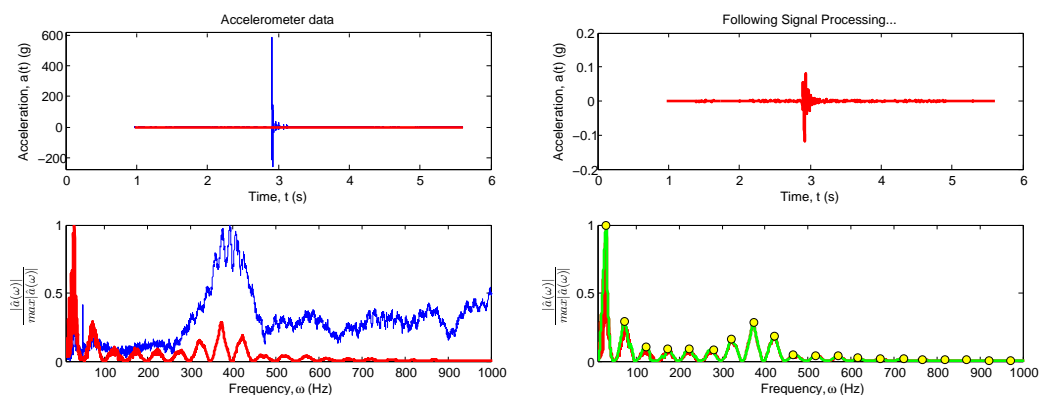 Accelerometer data
Acceleration, a(t) (g)
600
400
200
0
−200
0 1 2 3 4 5 6
Time, t (s)
Following Signal Processing...
Acceleration, a(t) (g)
0.2
0.1
0
−0.1
−0.2
0 1 2 3 4 5 6
Time, t (s)
|â(ω)|
max|â(ω)|
1
0.5
0
100 200 300 400 500 600 700 800 900 1000
Frequency, ω (Hz)
|â(ω)|
max|â(ω)|
1
0.5
0
100 200 300 400 500 600 700 800 900 1000
Frequency, ω (Hz)